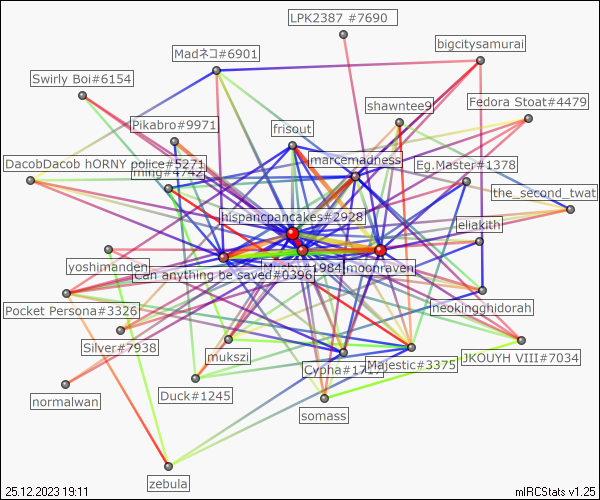 LPK2387 #7690
bigcitysamurai
Madネコ#6901
Swirly Boi#6154
shawntee9
Fedora Stoat#4479
Pikabro#9971
frisout
marcemadness
DacobDacob hORNY police#5271
Eg.Master#1378
ming#4742
the_second_twat
hispancpancakes#2928
eliakith
yoshimanden
Can anything be saved#0396
#1984
moonraven
Pocket Persona#3326
neokingghidorah
Silver#7938
mukszi
Cypha#1717
Majestic#3375
JKOUYH VIII#7034
normalwan
Duck#1245
somass
zebula
25.12.2023 19:11
mIRCStats v1.25